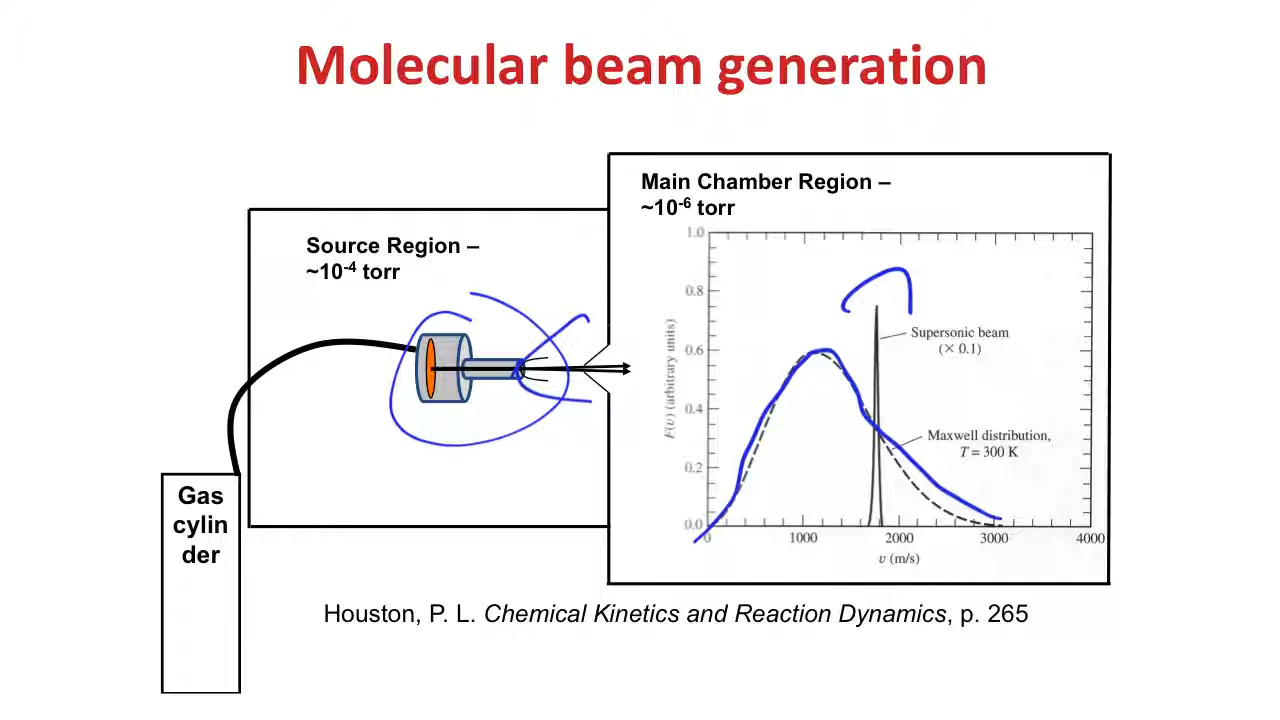 Molecular beam generation
Main Chamber Region –
~10⁻⁶ torr
Source Region –
~10⁻⁴ torr
Gas
cylin
der
1.0
0.8
0.6
0.4
0.2
0.0
F(υ) (arbitrary units)
Supersonic beam
(× 0.1)
Maxwell distribution,
T = 300 K
0 1000 2000 3000 4000
υ (m/s)
Houston, P. L. Chemical Kinetics and Reaction Dynamics, p. 265